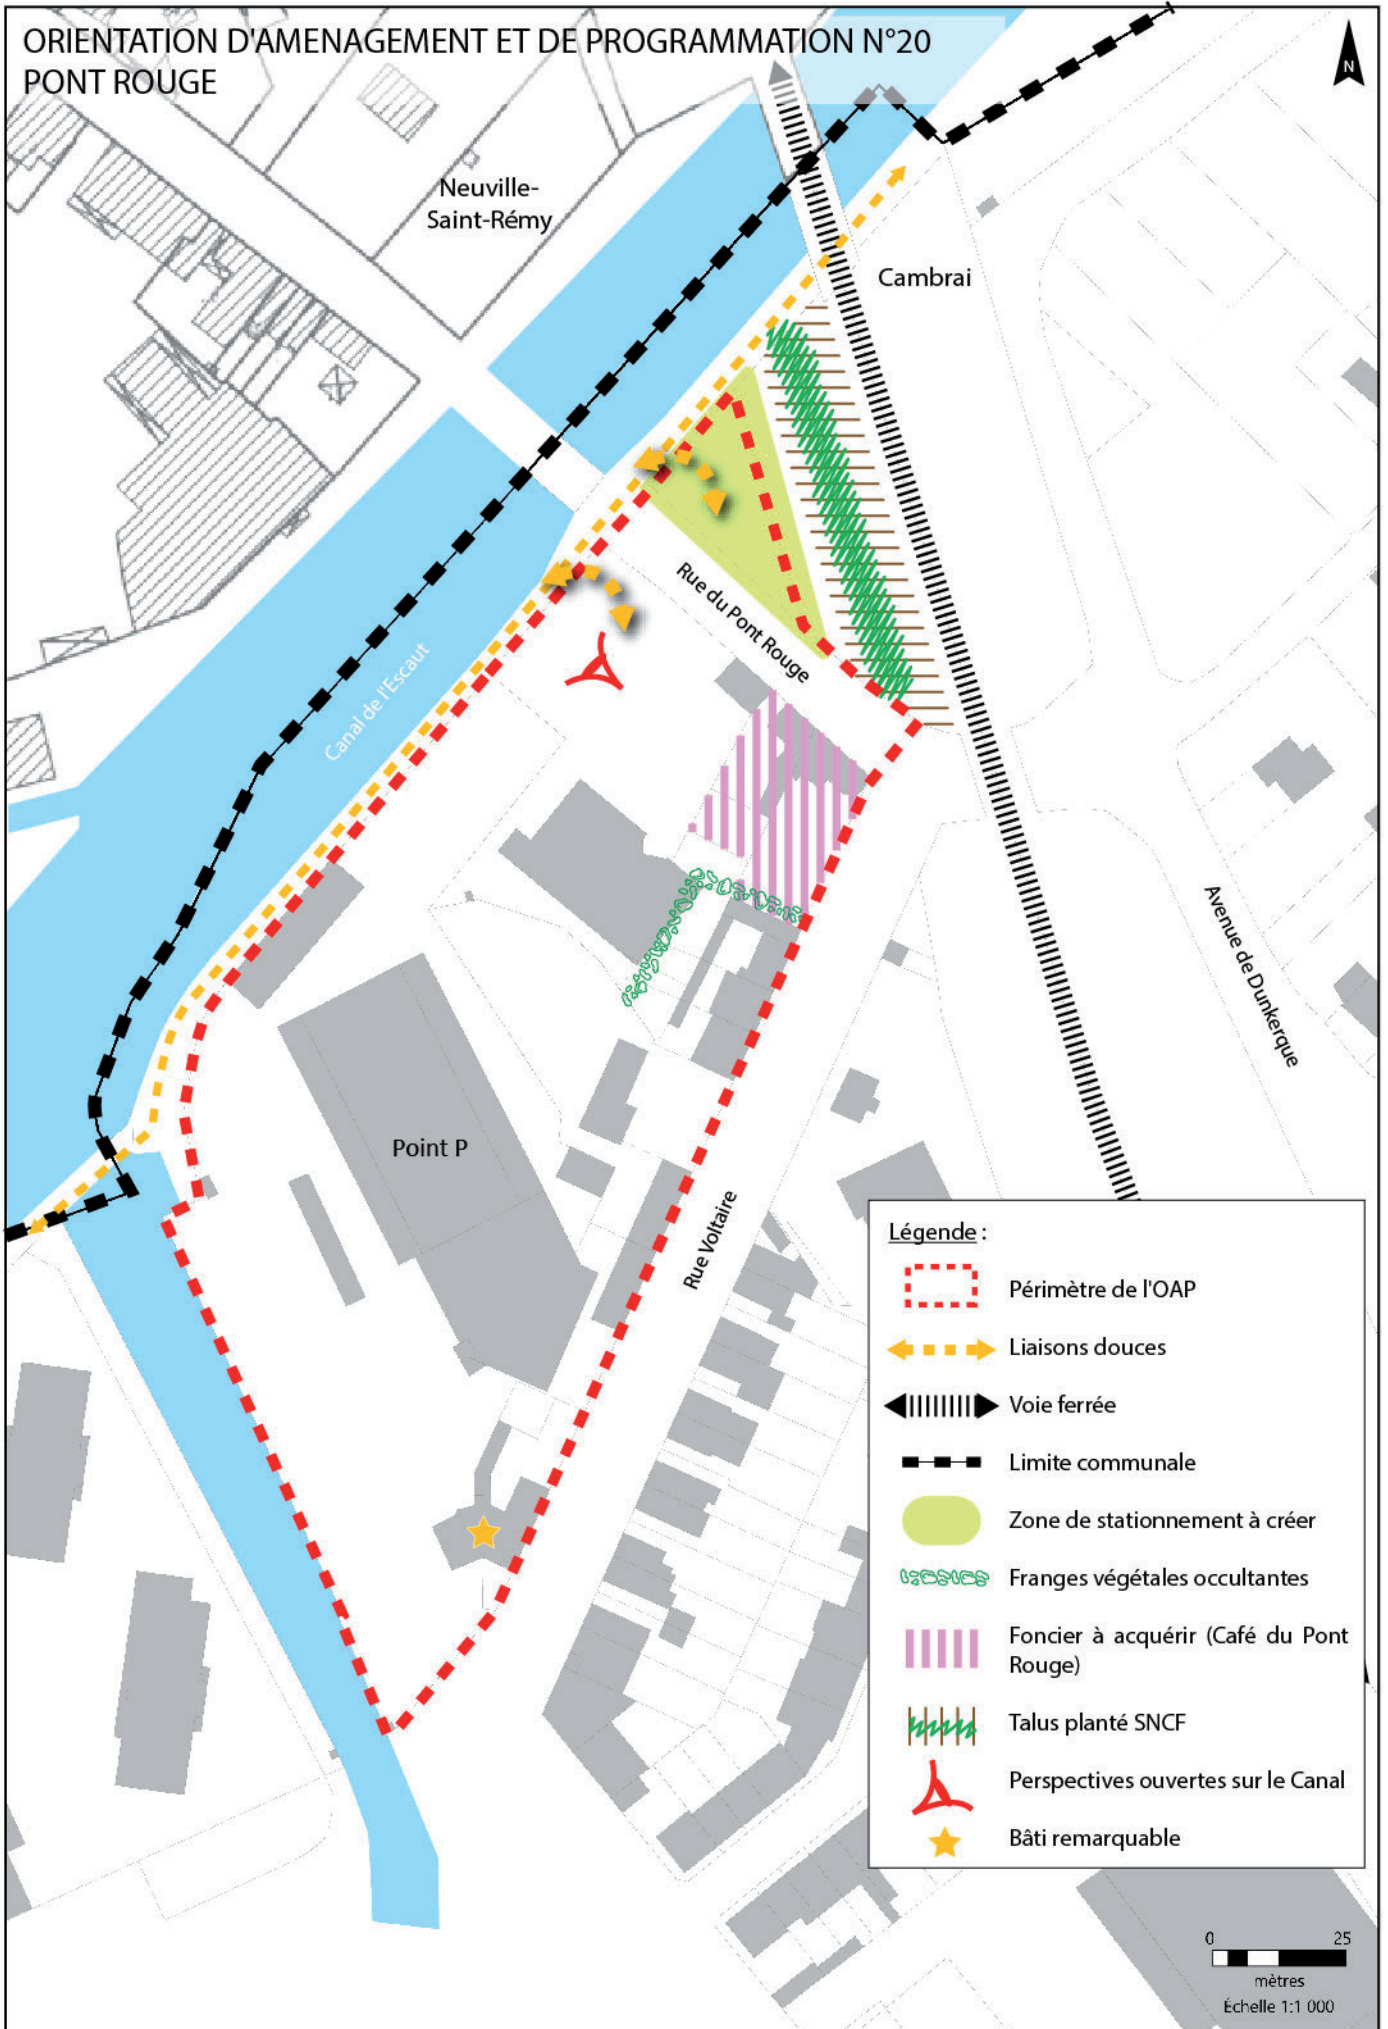 ORIENTATION D'AMENAGEMENT ET DE PROGRAMMATION N°20
PONT ROUGE
N
Neuville-
Saint-Rémy
Cambrai
Rue du Pont Rouge
Canal de l'Escaut
Avenue de Dunkerque
Point P
Rue Voltaire
Légende :
Périmètre de l'OAP
Liaisons douces
Voie ferrée
Limite communale
Zone de stationnement à créer
Franges végétales occultantes
Foncier à acquérir (Café du Pont
Rouge)
Talus planté SNCF
Perspectives ouvertes sur le Canal
Bâti remarquable
0 25
mètres
Échelle 1:1 000